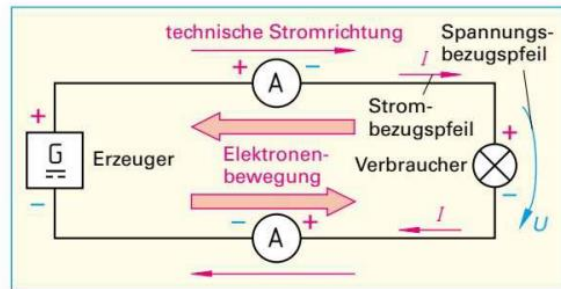 technische Stromrichtung
Spannungs-
bezugspfeil
+ A –
I
Strom-
bezugspfeil
+
G
–
Erzeuger
Elektronen-
bewegung
Verbraucher
+
–
U
– A +
I